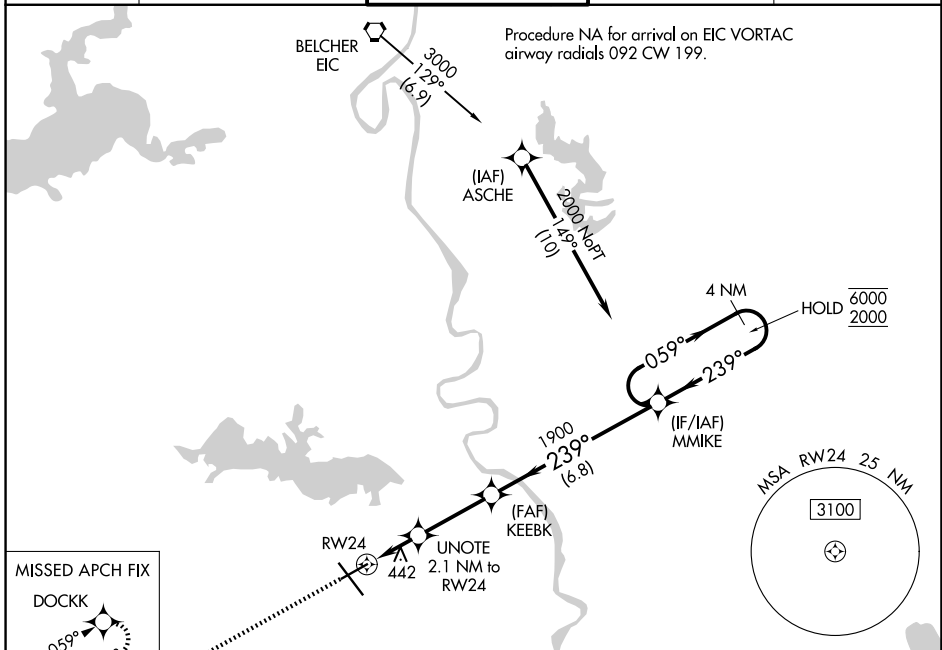 BELCHER
EIC
3000
129°
(6.9)
Procedure NA for arrival on EIC VORTAC
airway radials 092 CW 199.
(IAF)
ASCHE
2000 NoPT
149°
(10)
4 NM
HOLD 6000
2000
059°
239°
(IF/IAF)
MMIKE
1900
239°
(6.8)
(FAF)
KEEBK
UNOTE
2.1 NM to
RW24
RW24
442
MSA RW24 25 NM
3100
MISSED APCH FIX
DOCKK
059°